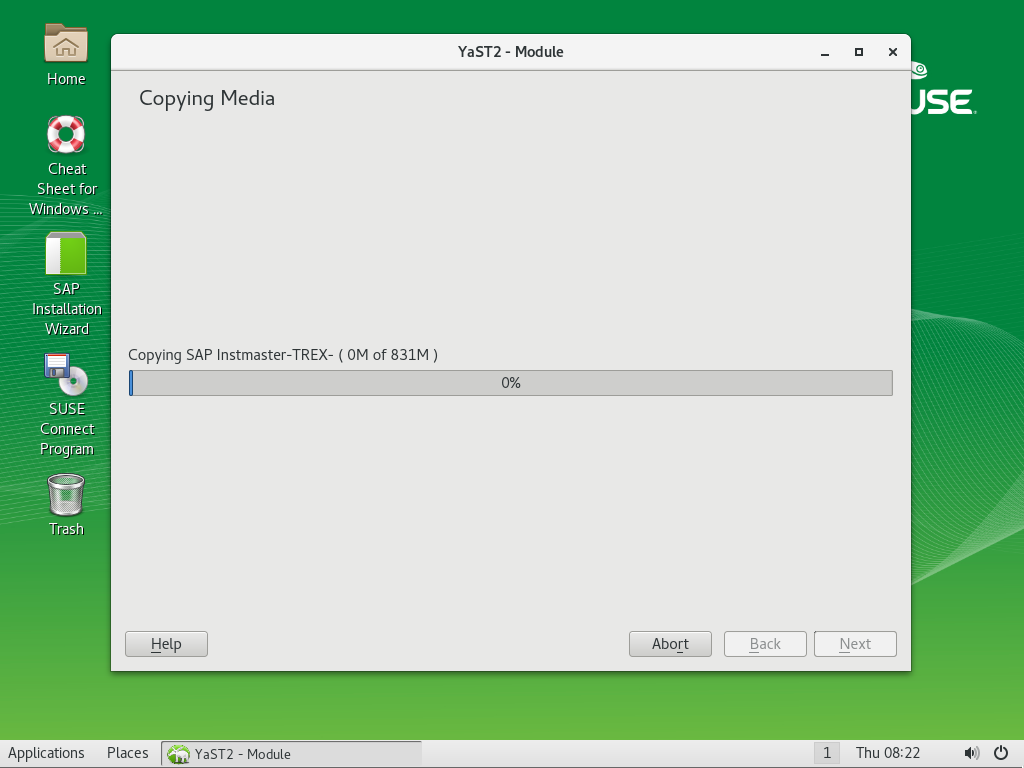 Home
Cheat
Sheet for
Windows ...
SAP
Installation
Wizard
SUSE
Connect
Program
Trash
YaST2 - Module
USE
Copying Media
Copying SAP Instmaster-TREX- ( 0M of 831M )
0%
Help
Abort
Back
Next
Applications
Places
YaST2 - Module
1
Thu 08:22